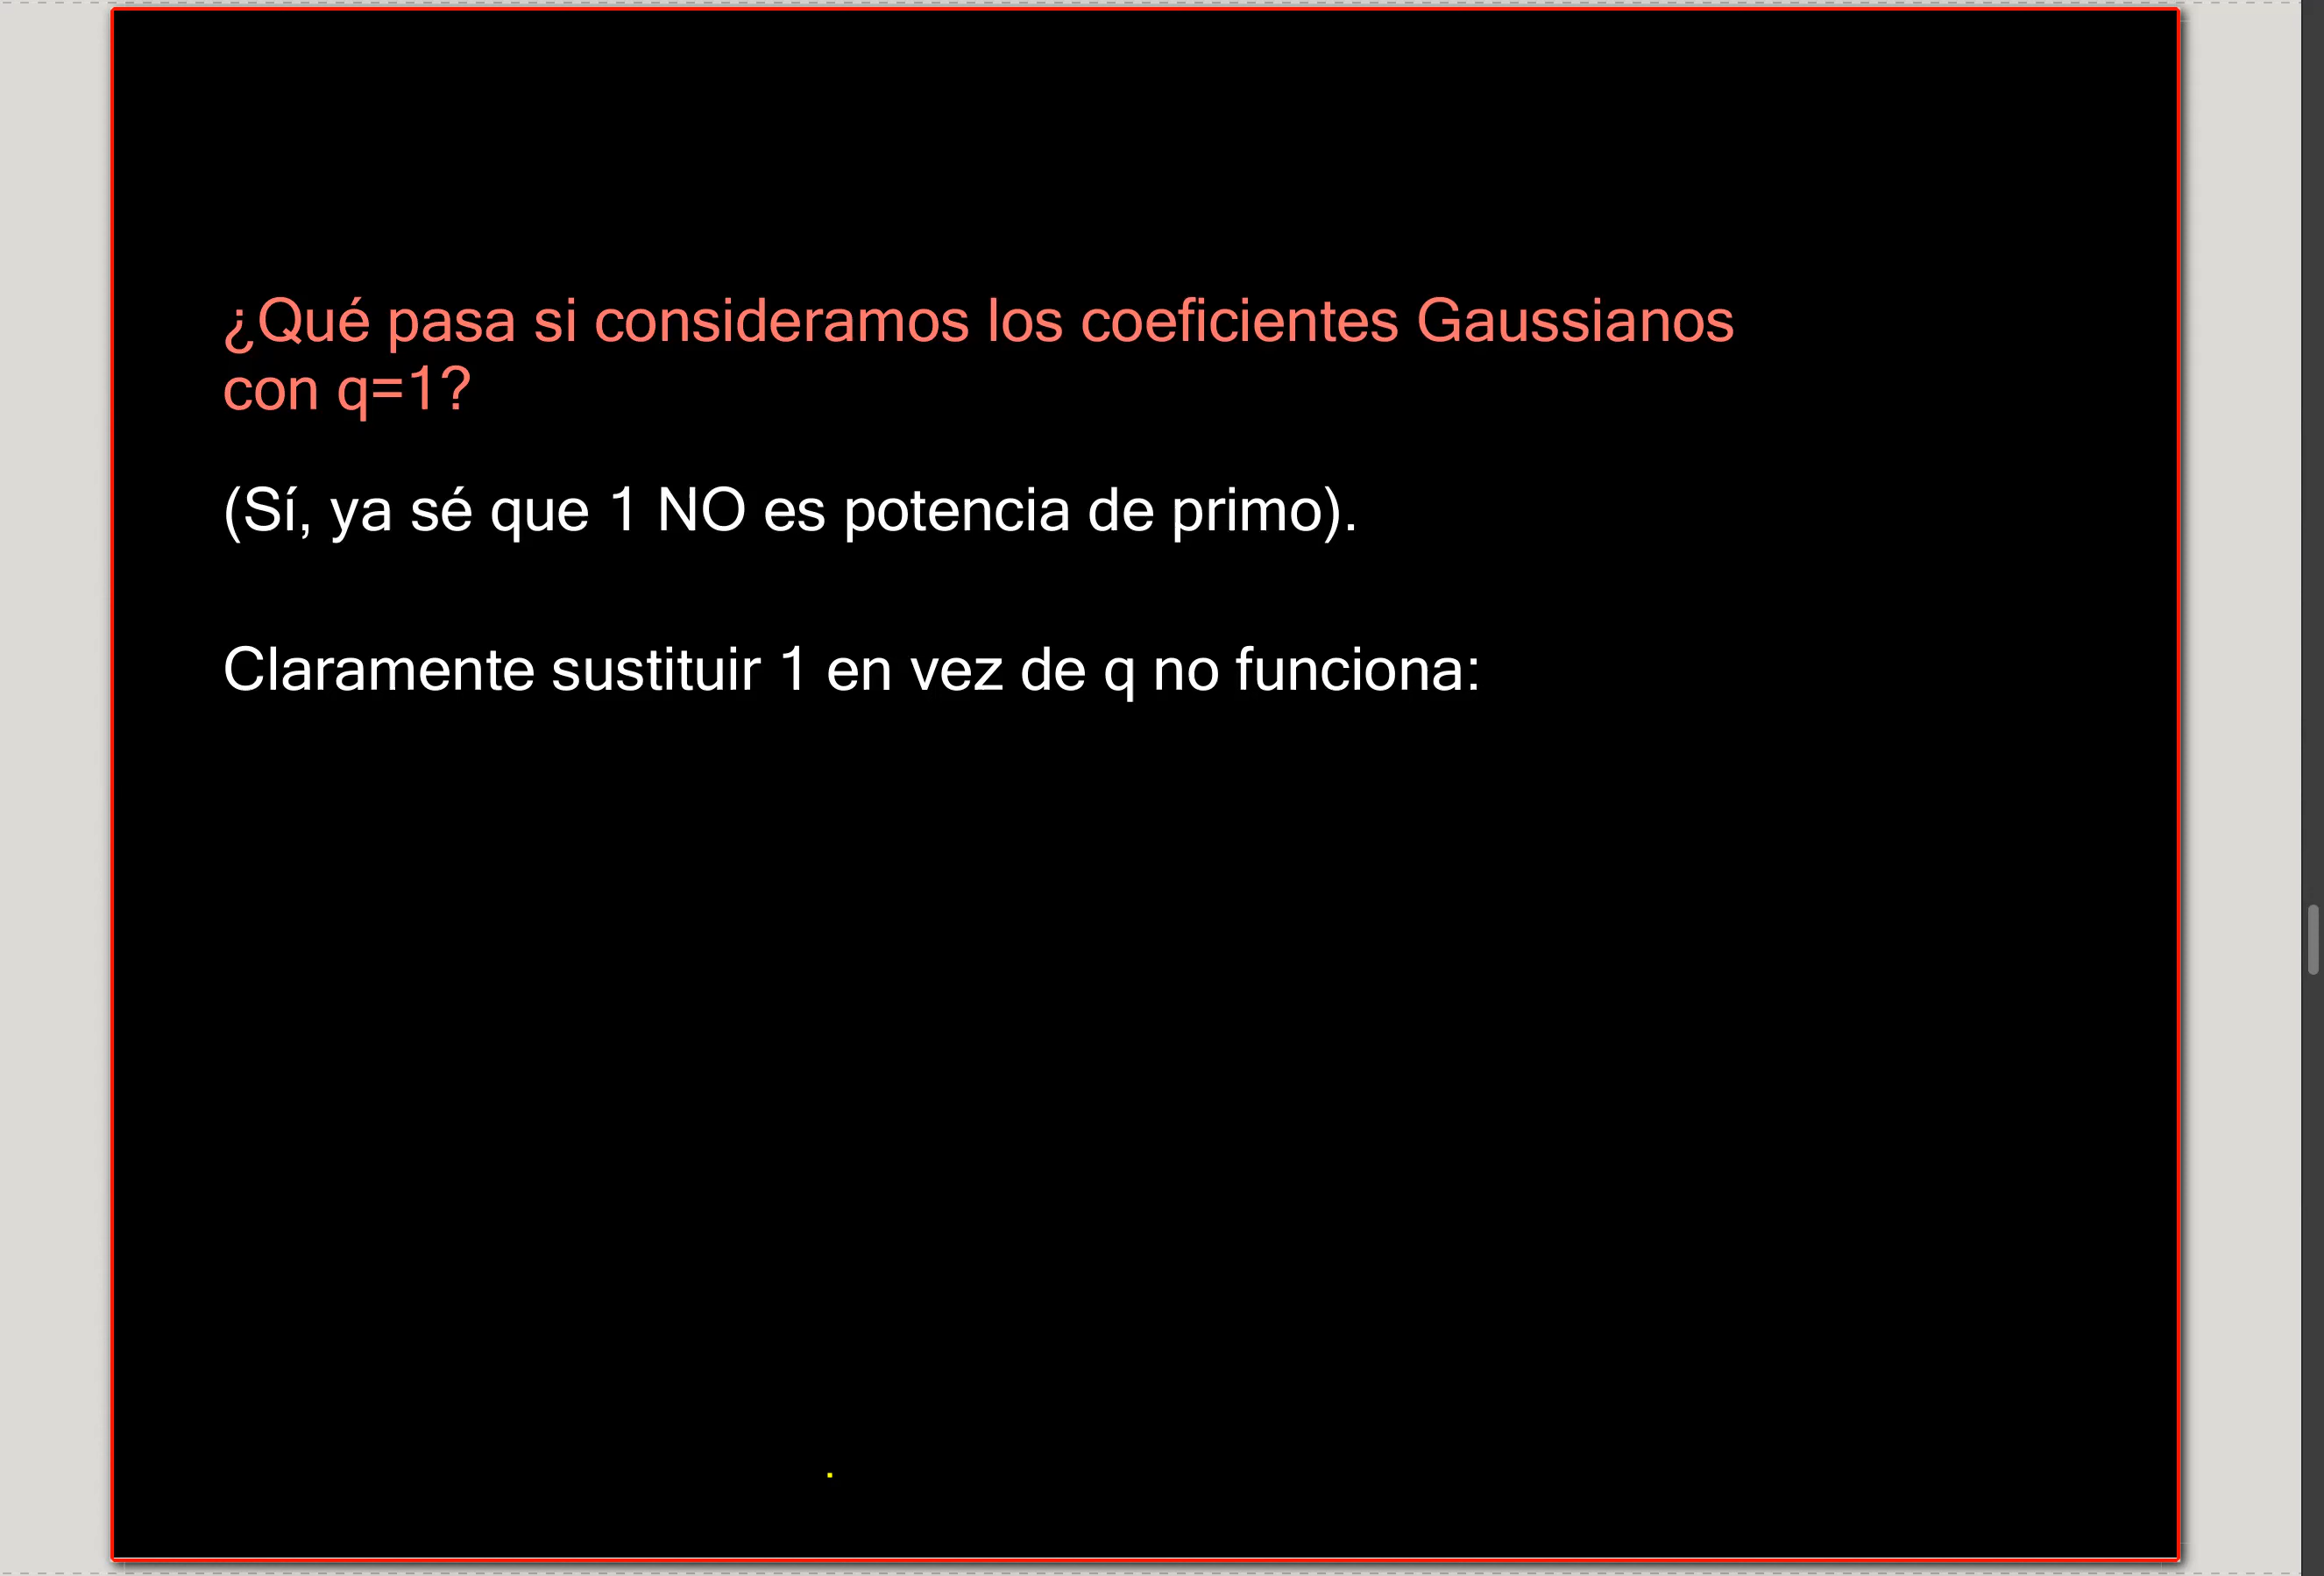 ¿Qué pasa si consideramos los coeficientes Gaussianos
con q=1?
(Sí, ya sé que 1 NO es potencia de primo).
Claramente sustituir 1 en vez de q no funciona:
.